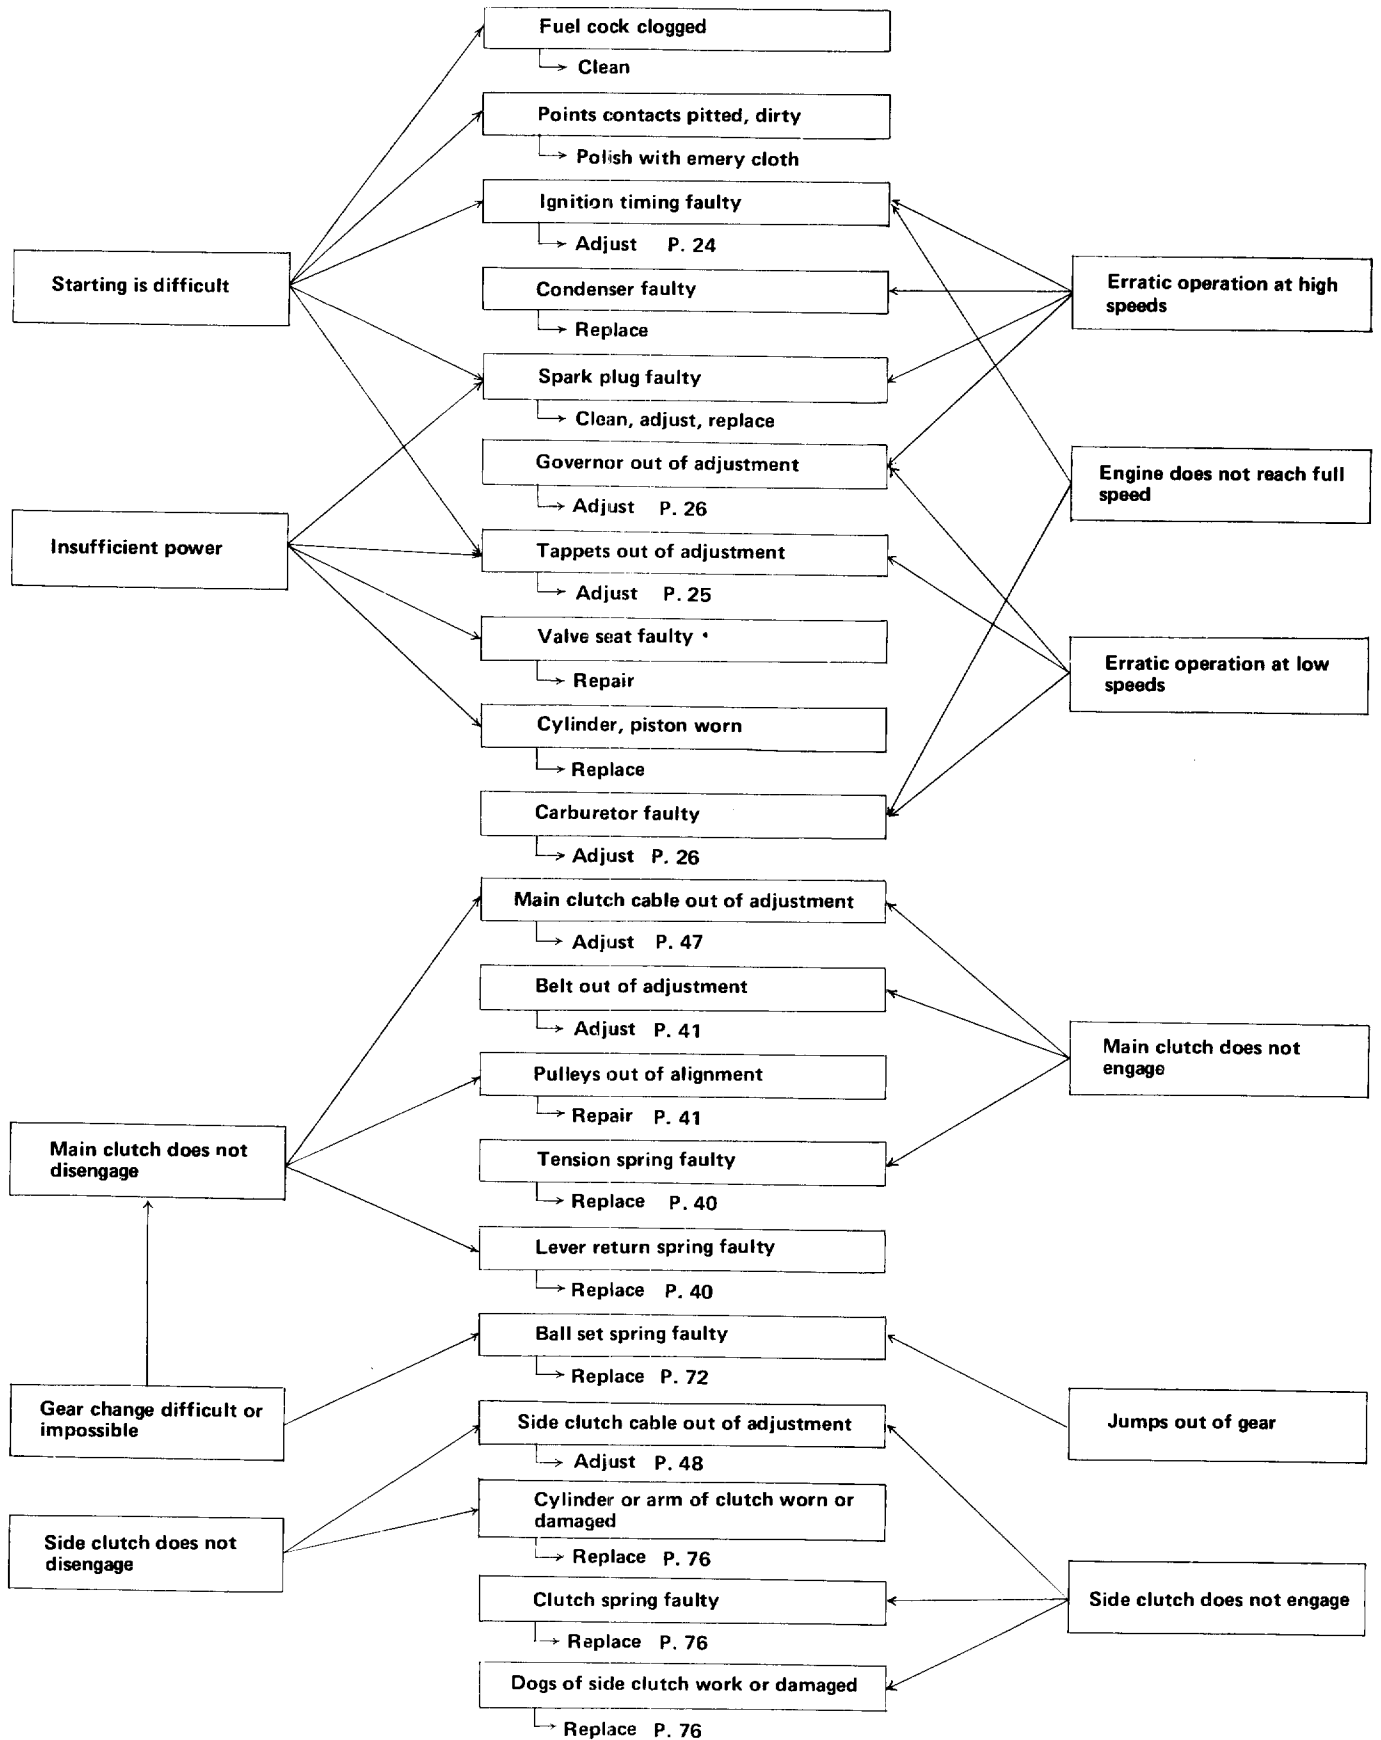 Fuel cock clogged
Clean
Points contacts pitted, dirty
Polish with emery cloth
Ignition timing faulty
Adjust P. 24
Starting is difficult
Condenser faulty
Erratic operation at high
speeds
Replace
Spark plug faulty
Clean, adjust, replace
Governor out of adjustment
Engine does not reach full
speed
Adjust P. 26
Insufficient power
Tappets out of adjustment
Adjust P. 25
Valve seat faulty
Erratic operation at low
speeds
Repair
Cylinder, piston worn
Replace
Carburetor faulty
Adjust P. 26
Main clutch cable out of adjustment
Adjust P. 47
Belt out of adjustment
Adjust P. 41
Main clutch does not
engage
Pulleys out of alignment
Repair P. 41
Main clutch does not
disengage
Tension spring faulty
Replace P. 40
Lever return spring faulty
Replace P. 40
Ball set spring faulty
Replace P. 72
Gear change difficult or
impossible
Side clutch cable out of adjustment
Jumps out of gear
Adjust P. 48
Cylinder or arm of clutch worn or
damaged
Side clutch does not
disengage
Replace P. 76
Clutch spring faulty
Side clutch does not engage
Replace P. 76
Dogs of side clutch work or damaged
Replace P. 76